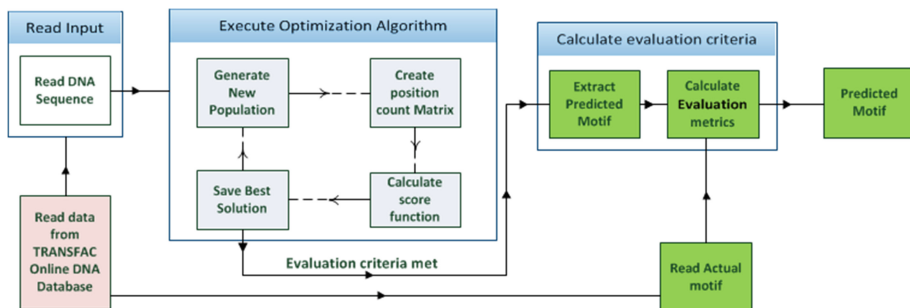 Read Input
Read DNA
Sequence
Read data
from
TRANSFAC
Online DNA
Database
Execute Optimization Algorithm
Generate
New
Population
Create
position
count Matrix
Save Best
Solution
Calculate
score
function
Evaluation criteria met
Calculate evaluation criteria
Extract
Predicted
Motif
Calculate
Evaluation
metrics
Predicted
Motif
Read Actual
motif